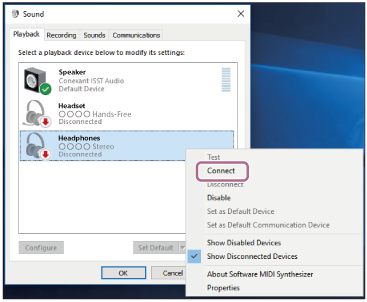 Sound
Playback Recording Sounds Communications
Select a playback device below to modify its settings:
Speaker
Conexant ISST Audio
Default Device
Headset
OOOO Hands-Free
Disconnected
Headphones
OOOO Stereo
Disconnected
Test
Connect
Disconnect
Disable
Set as Default Device
Set as Default Communication Device
Show Disabled Devices
Show Disconnected Devices
About Software MIDI Synthesizer
Properties
Configure Set Default
OK Cancel